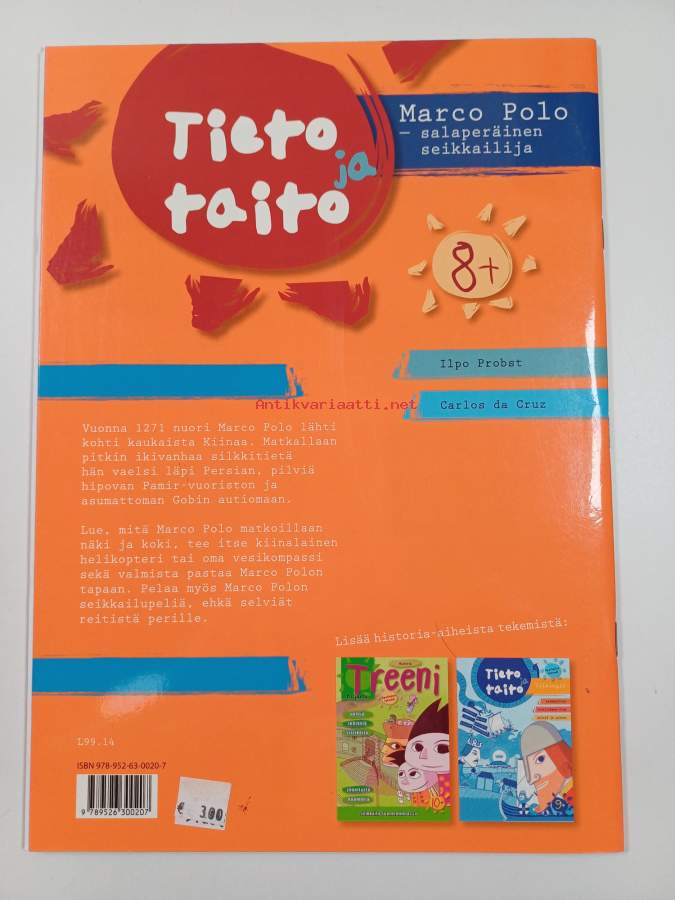 Tieto
ja
taito
Marco Polo
– salaperäinen
seikkailija
8+
Ilpo Probst
Antikvariaatti.net
Carlos da Cruz
Vuonna 1271 nuori Marco Polo lähti
kohti kaukaista Kiinaa. Matkallaan
pitkin ikivanhaa silkkitietä
hän vaelsi läpi Persian, pilviä
hipovan Pamir-vuoriston ja
asumattoman Gobin autiomaan.
Lue, mitä Marco Polo matkoillaan
näki ja koki, tee itse kiinalainen
helikopteri tai oma vesikompassi
sekä valmista pastaa Marco Polon
tapaan. Pelaa myös Marco Polon
seikkailupeliä, ehkä selviät
reitistä perille.
Lisää historia-aiheista tekemistä:
Treeni
10+
Tieto
ja
taito
9+
L99.14
ISBN 978-952-63-0020-7
9 789526 300207
€ 3.00